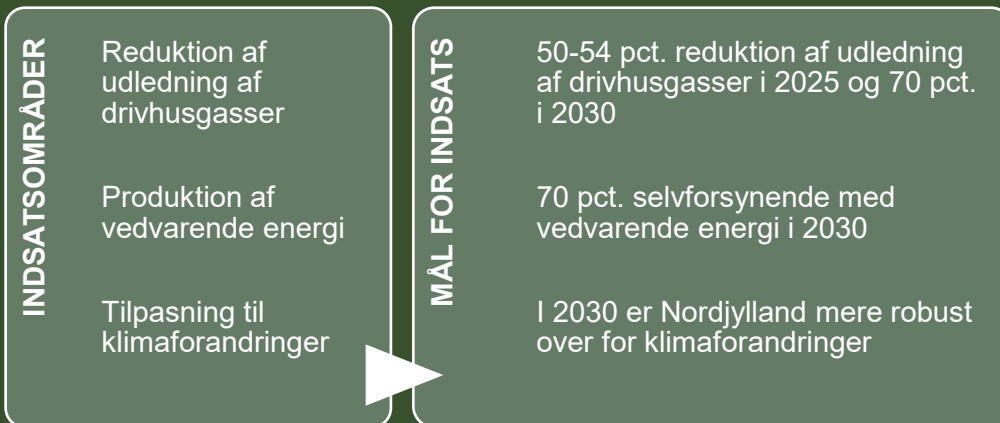 INDSATSOMRÅDER
Reduktion af
udledning af
drivhusgasser
Produktion af
vedvarende energi
Tilpasning til
klimaforandringer
MÅL FOR INDSATS
50-54 pct. reduktion af udledning
af drivhusgasser i 2025 og 70 pct.
i 2030
70 pct. selvforsynende med
vedvarende energi i 2030
I 2030 er Nordjylland mere robust
over for klimaforandringer